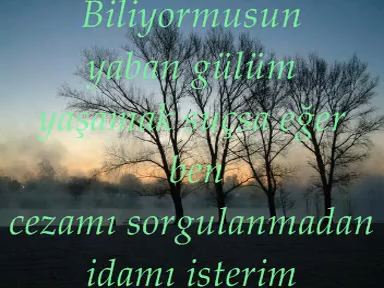 Biliyormusun
yaban gülüm
yaşamak suçsa eğer
ben
cezamı sorgulanmadan
idamı isterim